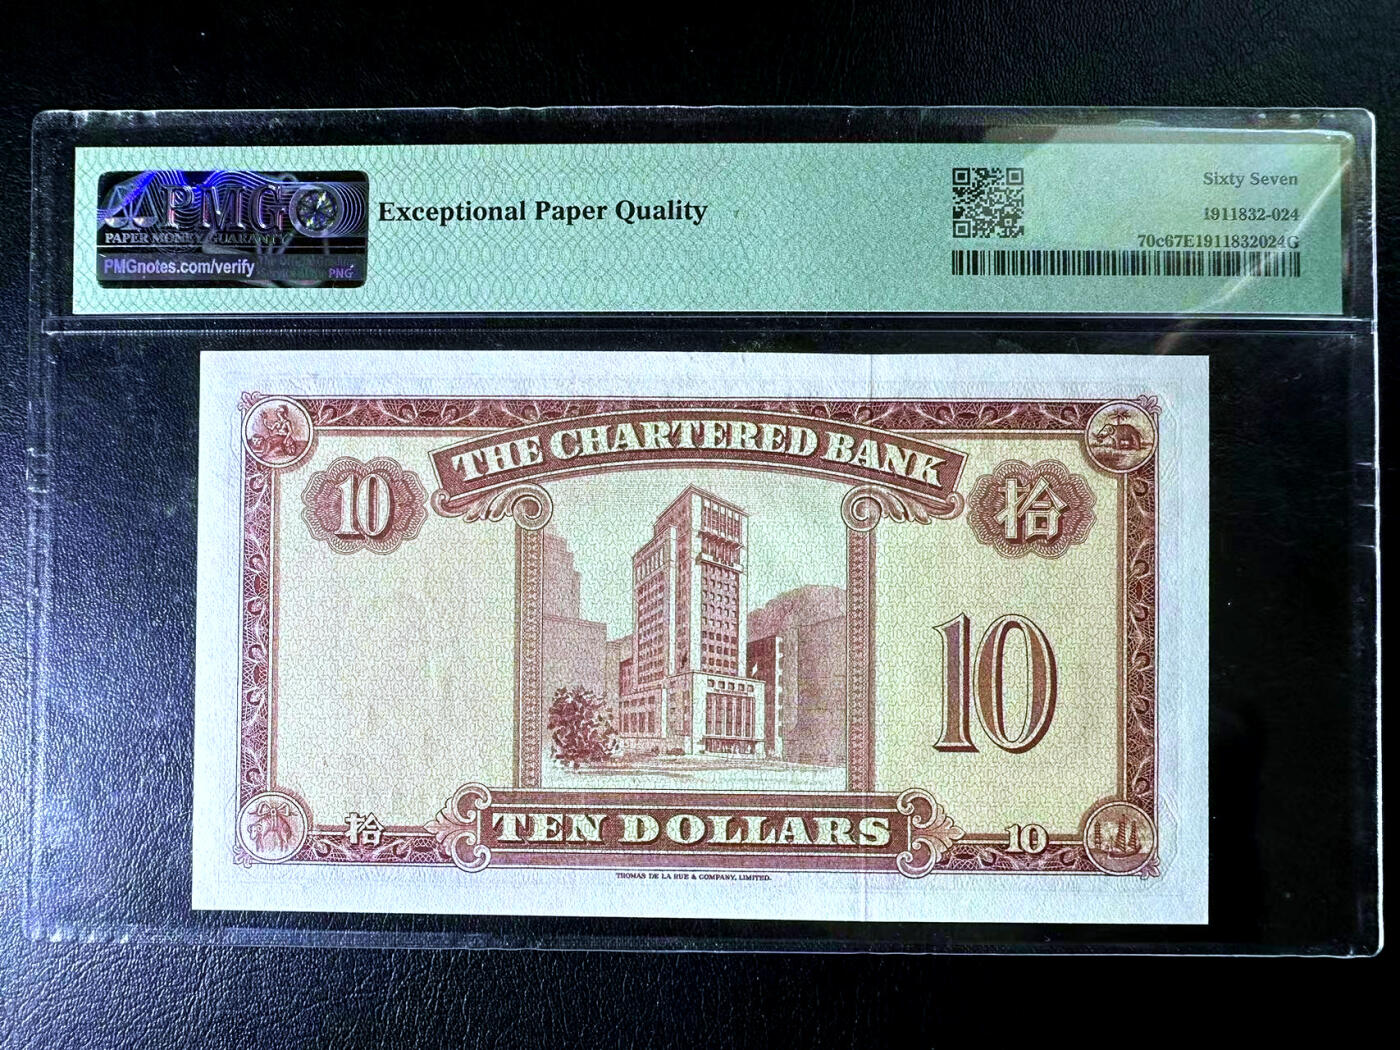 PMG
PAPER MONEY GUARANTY
PMGnotes.com/verify
PNG
Exceptional Paper Quality
Sixty Seven
1911832-024
70c67E1911832024G
THE CHARTERED BANK
10
拾
10
TEN DOLLARS
拾
10
THOMAS DE LA RUE & COMPANY, LIMITED.